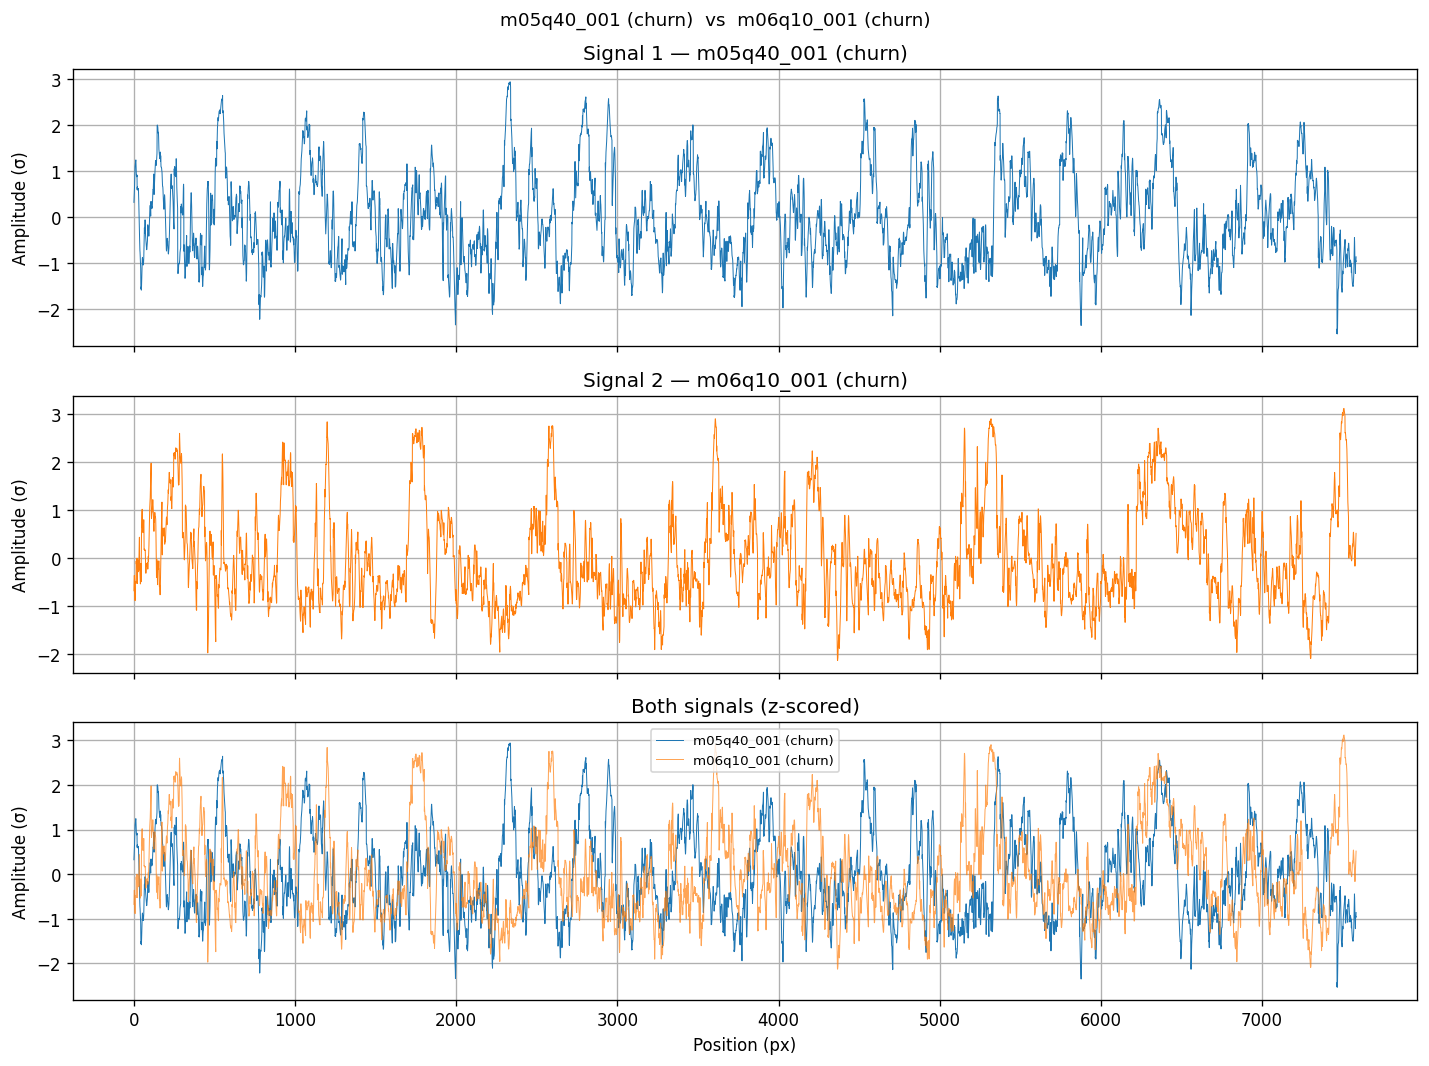 m05q40_001 (churn)  vs  m06q10_001 (churn)
Signal 1 — m05q40_001 (churn)
Amplitude (σ)
3
2
1
0
−1
−2
Signal 2 — m06q10_001 (churn)
Amplitude (σ)
3
2
1
0
−1
−2
Both signals (z-scored)
m05q40_001 (churn)
m06q10_001 (churn)
Amplitude (σ)
3
2
1
0
−1
−2
0 1000 2000 3000 4000 5000 6000 7000
Position (px)